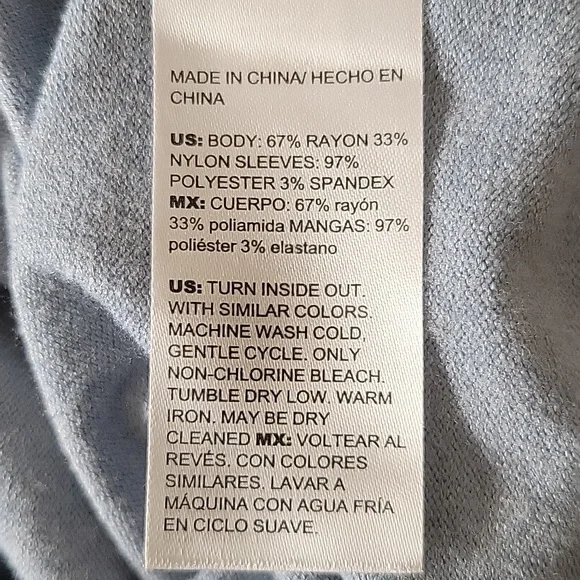 MADE IN CHINA/ HECHO EN
CHINA
US: BODY: 67% RAYON 33%
NYLON SLEEVES: 97%
POLYESTER 3% SPANDEX
MX: CUERPO: 67% rayón
33% poliamida MANGAS: 97%
poliéster 3% elastano
US: TURN INSIDE OUT.
WITH SIMILAR COLORS.
MACHINE WASH COLD,
GENTLE CYCLE. ONLY
NON-CHLORINE BLEACH.
TUMBLE DRY LOW. WARM
IRON. MAY BE DRY
CLEANED MX: VOLTEAR AL
REVÉS. CON COLORES
SIMILARES. LAVAR A
MÁQUINA CON AGUA FRÍA
EN CICLO SUAVE.